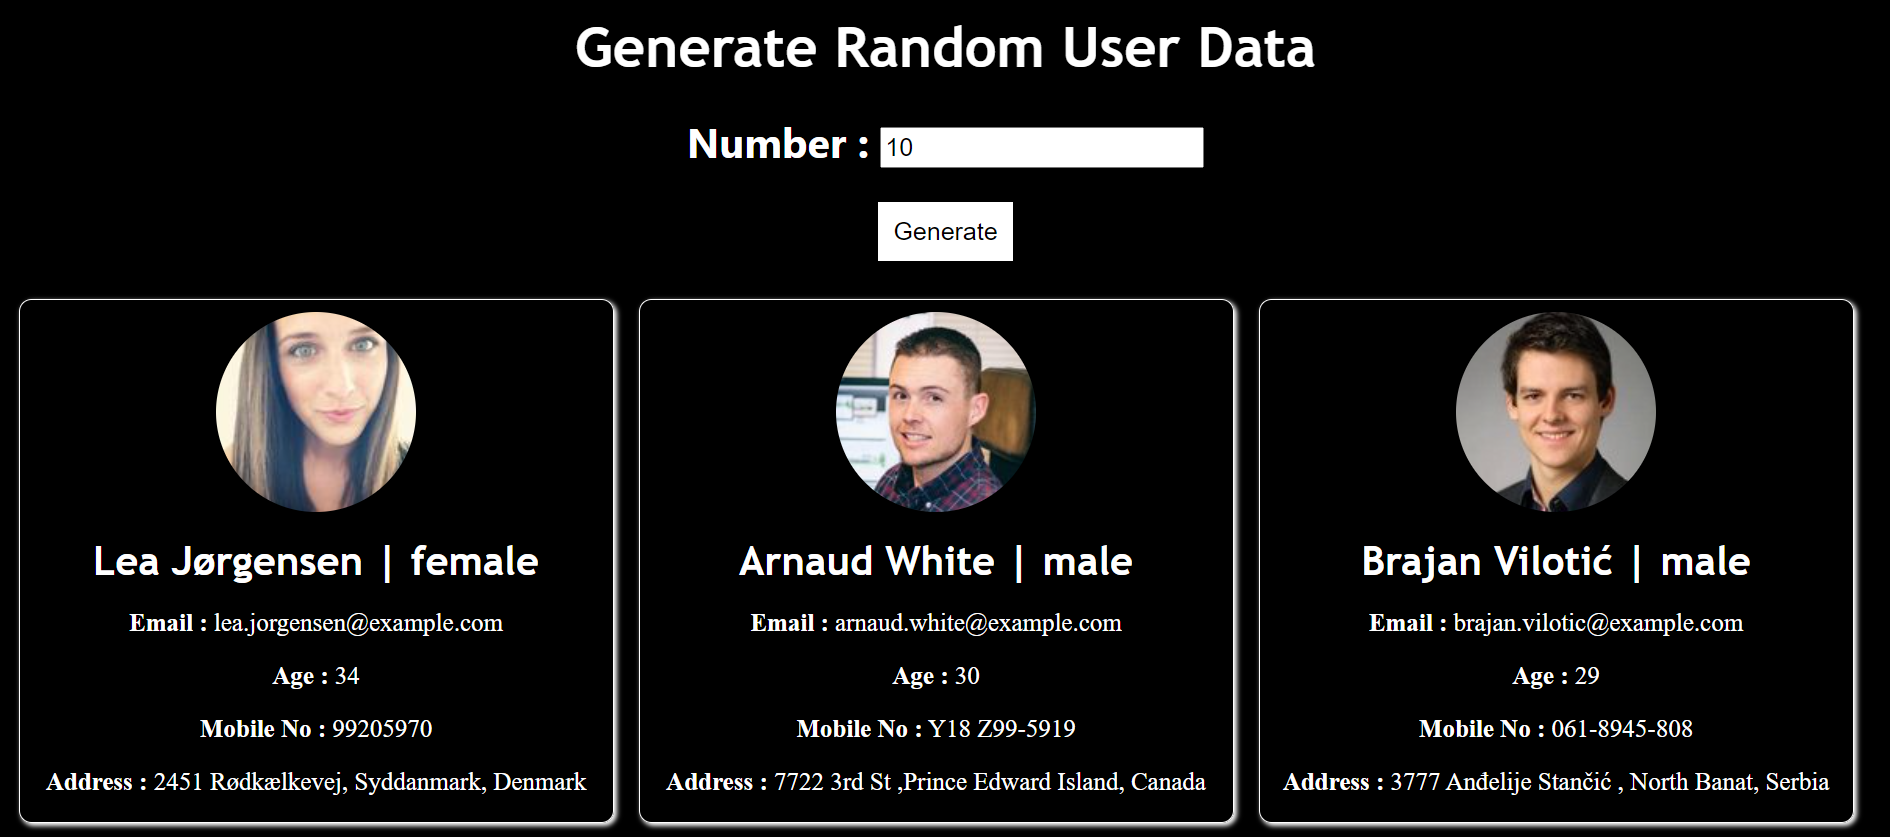 Generate Random User Data
Number : 10
Generate
Lea Jørgensen | female
Email : lea.jorgensen@example.com
Age : 34
Mobile No : 99205970
Address : 2451 Rødkælkevej, Syddanmark, Denmark
Arnaud White | male
Email : arnaud.white@example.com
Age : 30
Mobile No : Y18 Z99-5919
Address : 7722 3rd St ,Prince Edward Island, Canada
Brajan Vilotić | male
Email : brajan.vilotic@example.com
Age : 29
Mobile No : 061-8945-808
Address : 3777 Anđelije Stančić , North Banat, Serbia